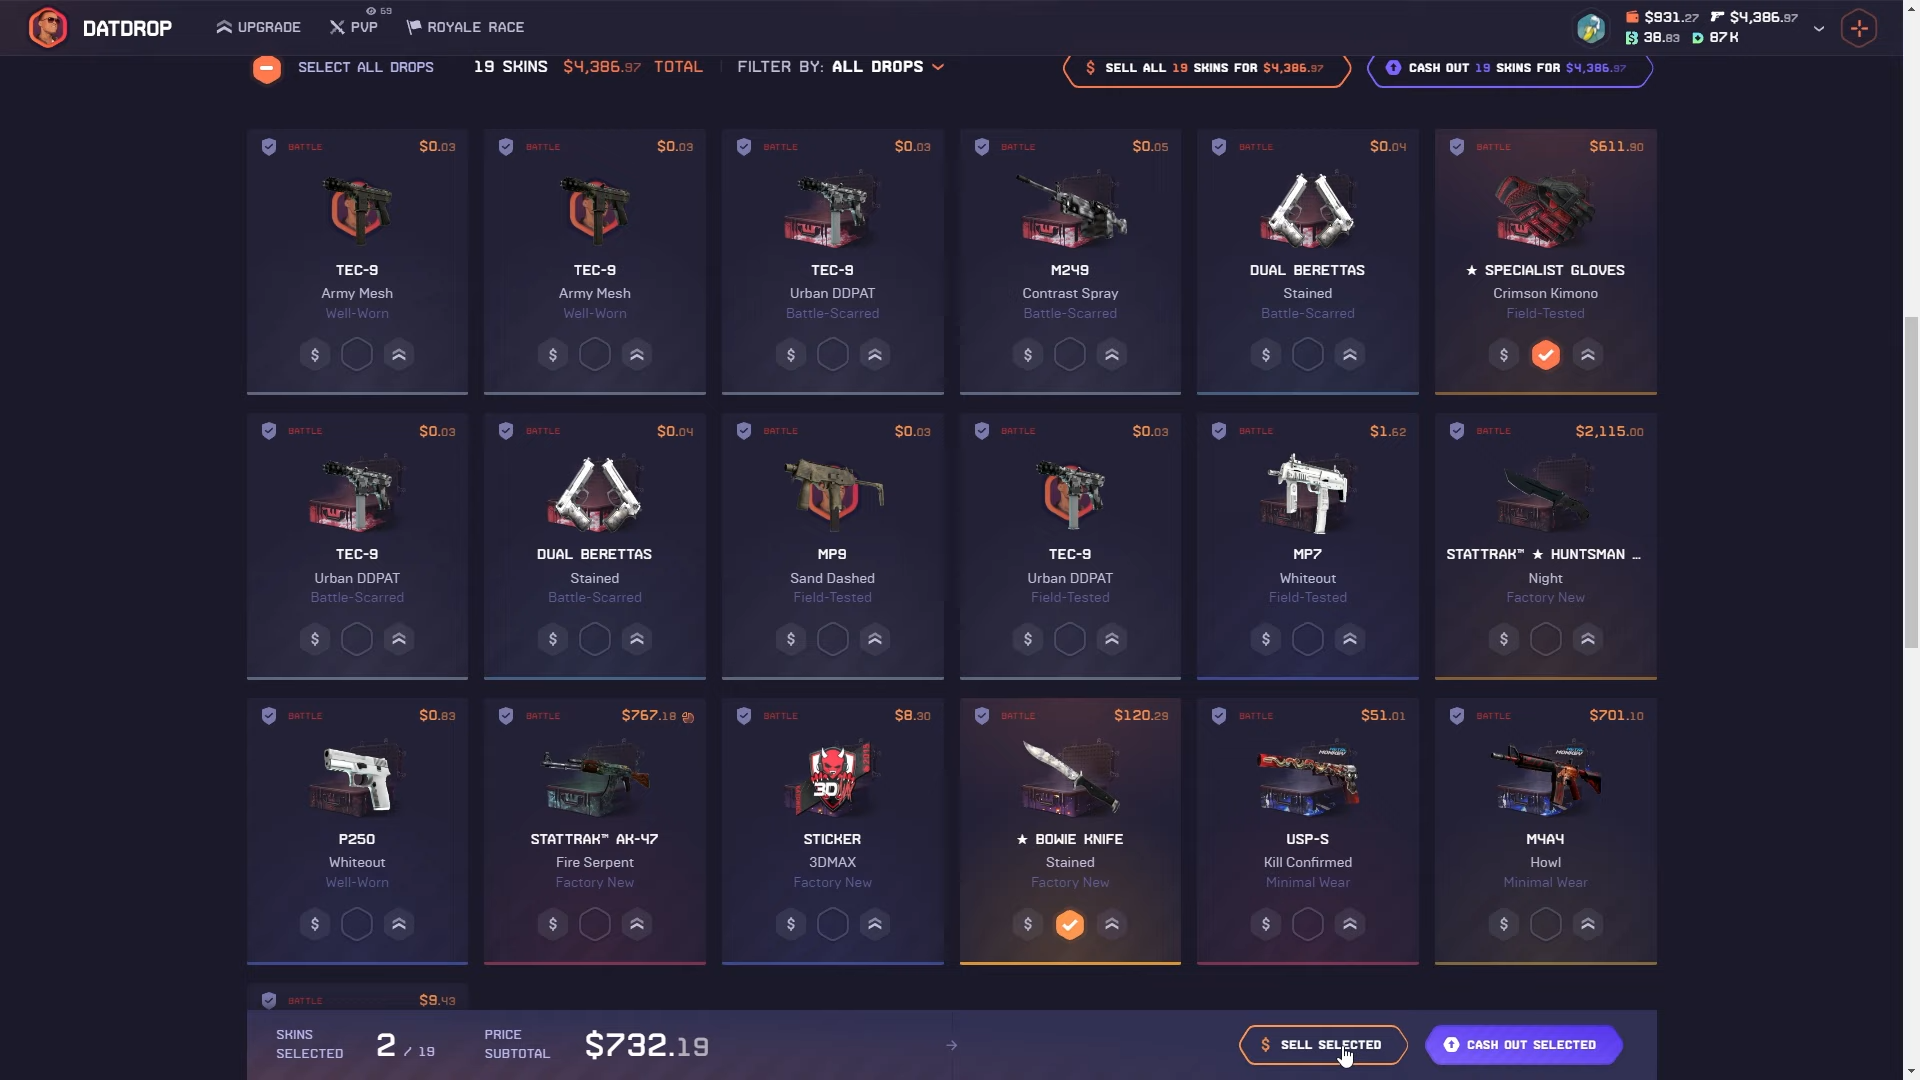 DATDROP
UPGRADE
PVP
59
ROYALE RACE
$931.27 $4,386.97
38.83 87K
SELECT ALL DROPS
19 SKINS $4,386.97 TOTAL
FILTER BY: ALL DROPS
$ SELL ALL 19 SKINS FOR $4,386.97
CASH OUT 19 SKINS FOR $4,386.97
BATTLE $0.03
TEC-9
Army Mesh
Well-Worn
$
BATTLE $0.03
TEC-9
Army Mesh
Well-Worn
$
BATTLE $0.03
TEC-9
Urban DDPAT
Battle-Scarred
$
BATTLE $0.05
M249
Contrast Spray
Battle-Scarred
$
BATTLE $0.04
DUAL BERETTAS
Stained
Battle-Scarred
$
BATTLE $611.90
★ SPECIALIST GLOVES
Crimson Kimono
Field-Tested
$
BATTLE $0.03
TEC-9
Urban DDPAT
Battle-Scarred
$
BATTLE $0.04
DUAL BERETTAS
Stained
Battle-Scarred
$
BATTLE $0.03
MP9
Sand Dashed
Field-Tested
$
BATTLE $0.03
TEC-9
Urban DDPAT
Field-Tested
$
BATTLE $1.62
MP7
Whiteout
Field-Tested
$
BATTLE $2,115.00
STATTRAK™ ★ HUNTSMAN ...
Night
Factory New
$
BATTLE $0.83
P250
Whiteout
Well-Worn
$
BATTLE $767.18
STATTRAK™ AK-47
Fire Serpent
Factory New
$
BATTLE $8.30
3D
STICKER
3DMAX
Factory New
$
BATTLE $120.29
★ BOWIE KNIFE
Stained
Factory New
$
BATTLE $51.01
USP-S
Kill Confirmed
Minimal Wear
$
BATTLE $701.10
M4A4
Howl
Minimal Wear
$
BATTLE $9.43
SKINS
SELECTED
2 / 19
PRICE
SUBTOTAL
$732.19
$ SELL SELECTED
CASH OUT SELECTED